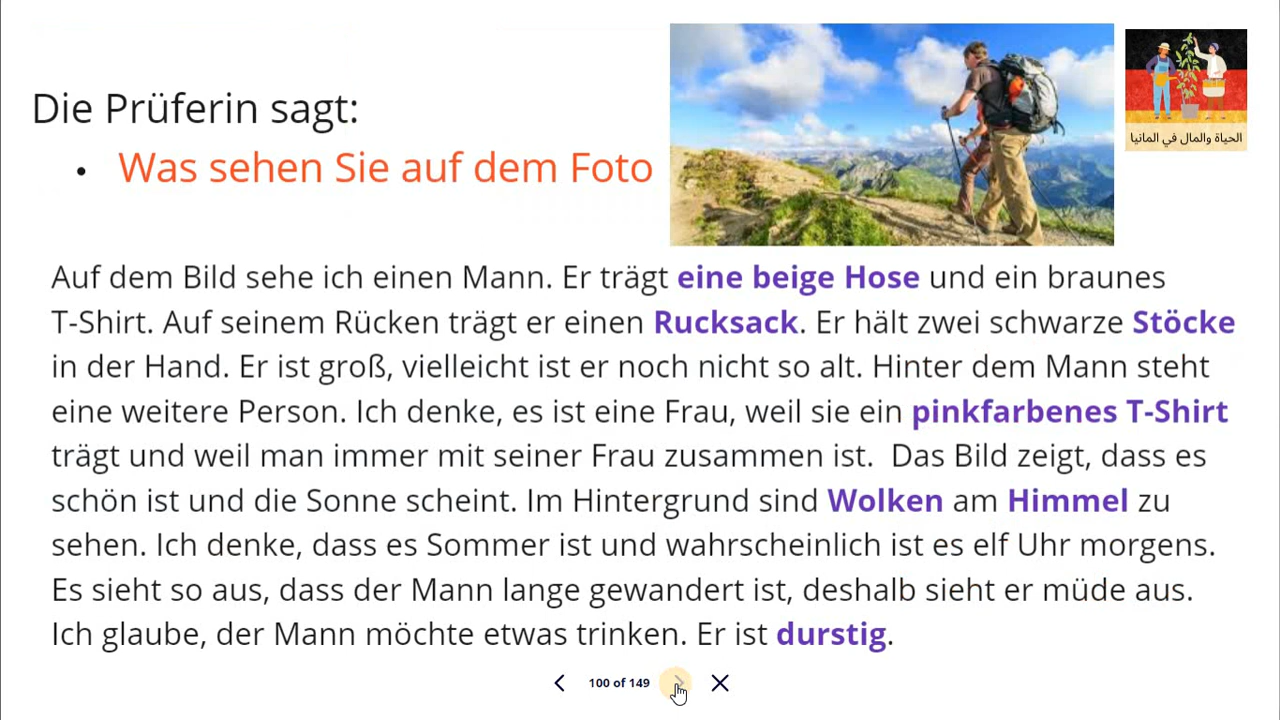 Die Prüferin sagt:
• Was sehen Sie auf dem Foto
الحياة والمال في المانيا
Auf dem Bild sehe ich einen Mann. Er trägt eine beige Hose und ein braunes
T-Shirt. Auf seinem Rücken trägt er einen Rucksack. Er hält zwei schwarze Stöcke
in der Hand. Er ist groß, vielleicht ist er noch nicht so alt. Hinter dem Mann steht
eine weitere Person. Ich denke, es ist eine Frau, weil sie ein pinkfarbenes T-Shirt
trägt und weil man immer mit seiner Frau zusammen ist. Das Bild zeigt, dass es
schön ist und die Sonne scheint. Im Hintergrund sind Wolken am Himmel zu
sehen. Ich denke, dass es Sommer ist und wahrscheinlich ist es elf Uhr morgens.
Es sieht so aus, dass der Mann lange gewandert ist, deshalb sieht er müde aus.
Ich glaube, der Mann möchte etwas trinken. Er ist durstig.
100 of 149